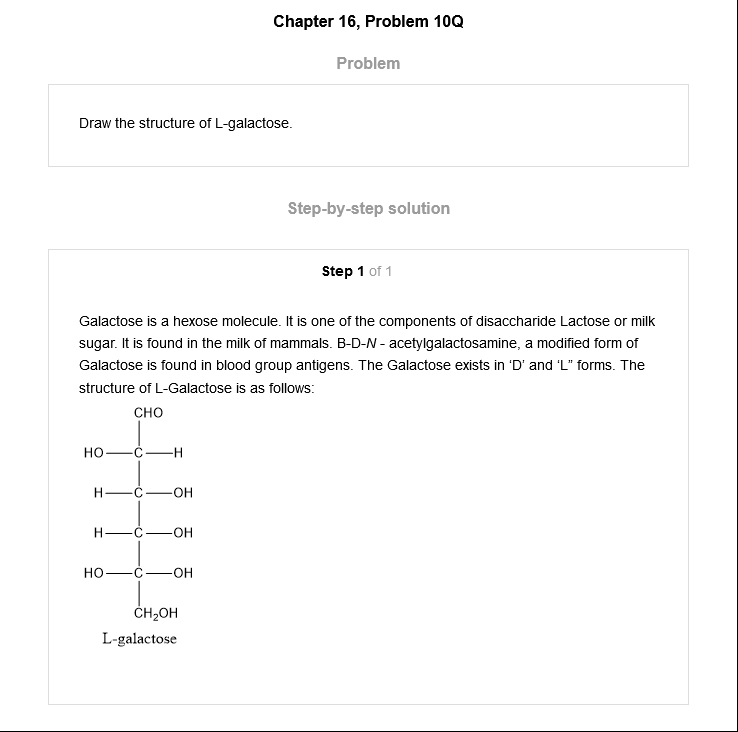 Chapter 16, Problem 10Q
Problem
Draw the structure of L-galactose.
Step-by-step solution
Step 1 of 1
Galactose is a hexose molecule. It is one of the components of disaccharide Lactose or milk
sugar. It is found in the milk of mammals. B-D-N - acetylgalactosamine, a modified form of
Galactose is found in blood group antigens. The Galactose exists in ‘D’ and ‘L” forms. The
structure of L-Galactose is as follows:
CHO
HO C H
H C OH
H C OH
HO C OH
CH₂OH
L-galactose